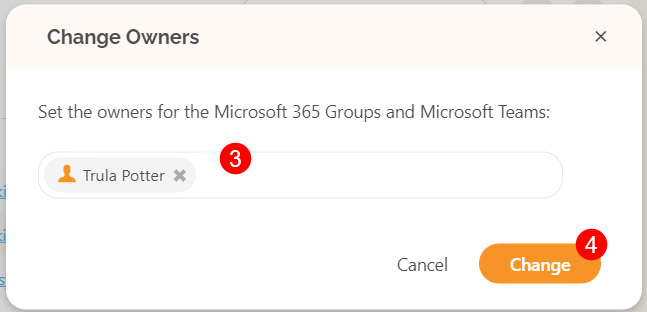 Change Owners
Set the owners for the Microsoft 365 Groups and Microsoft Teams:
Trula Potter
3
Cancel
Change
4